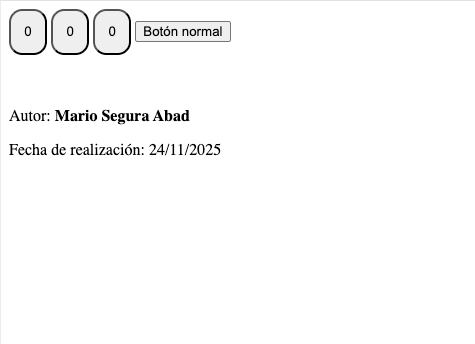 0 0 0 Botón normal
Autor: Mario Segura Abad
Fecha de realización: 24/11/2025